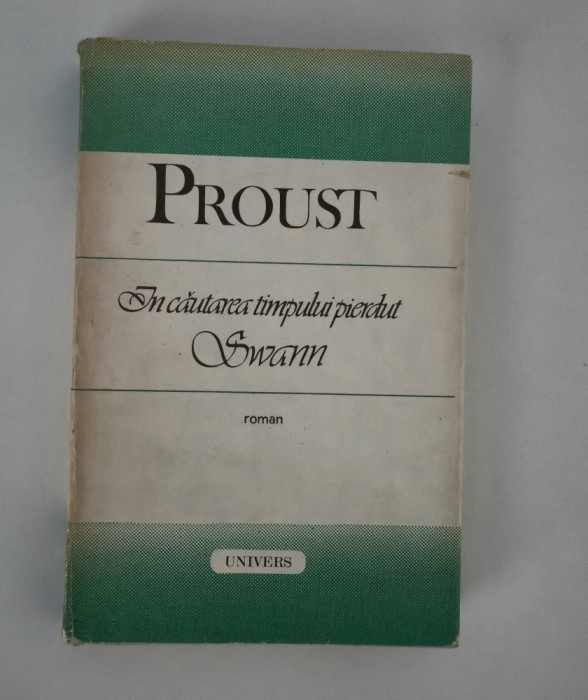 PROUST
In căutarea timpului pierdut
Swann
roman
UNIVERS